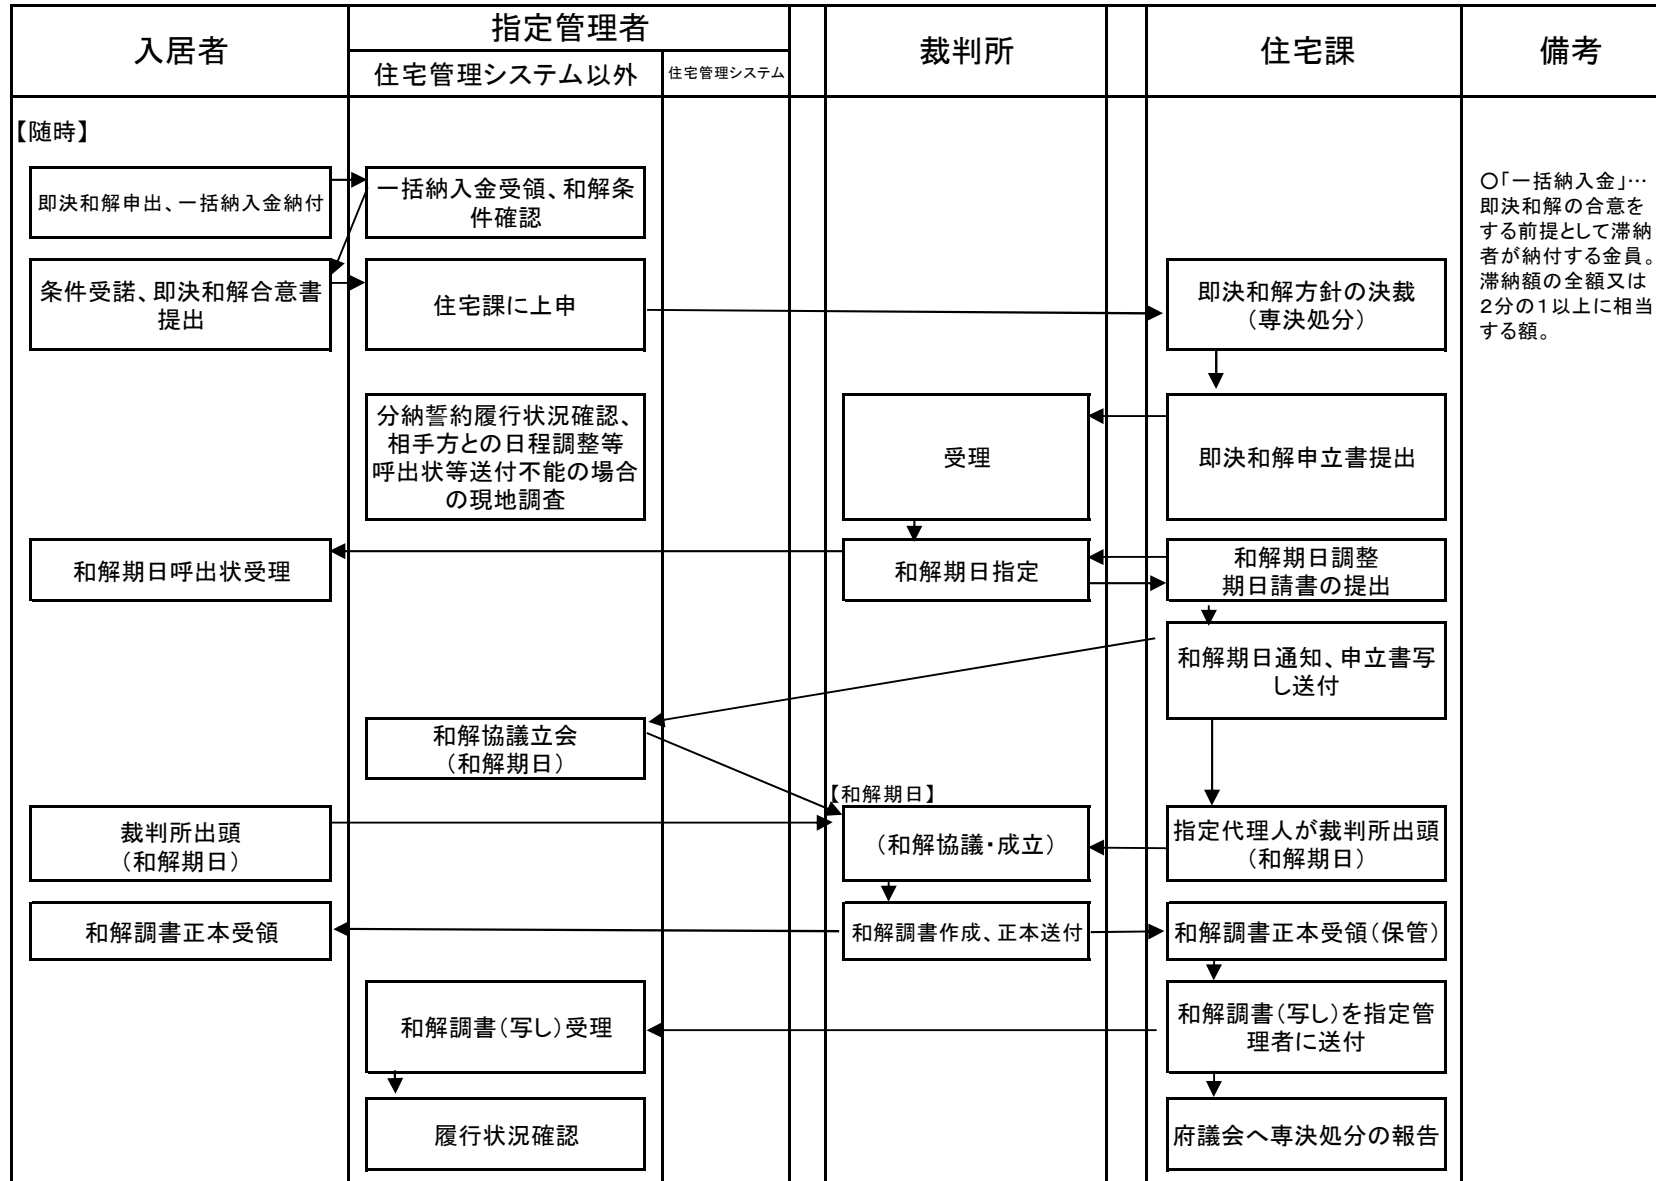 入居者
指定管理者
住宅管理システム以外
住宅管理システム
裁判所
住宅課
備考
【随時】
即決和解申出、一括納入金納付
一括納入金受領、和解条
件確認
〇「一括納入金」…
即決和解の合意を
する前提として滞納
者が納付する金員。
滞納額の全額又は
２分の１以上に相当
する額。
条件受諾、即決和解合意書
提出
住宅課に上申
即決和解方針の決裁
（専決処分）
分納誓約履行状況確認、
相手方との日程調整等
呼出状等送付不能の場合
の現地調査
受理
即決和解申立書提出
和解期日呼出状受理
和解期日指定
和解期日調整
期日請書の提出
和解期日通知、申立書写
し送付
和解協議立会
（和解期日）
【和解期日】
裁判所出頭
（和解期日）
（和解協議・成立）
指定代理人が裁判所出頭
（和解期日）
和解調書正本受領
和解調書作成、正本送付
和解調書正本受領（保管）
和解調書（写し）受理
和解調書（写し）を指定管
理者に送付
履行状況確認
府議会へ専決処分の報告